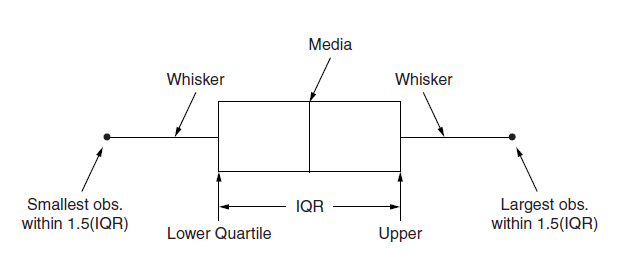 Media
Whisker
Whisker
Smallest obs.
within 1.5(IQR)
IQR
Largest obs.
within 1.5(IQR)
Lower Quartile
Upper